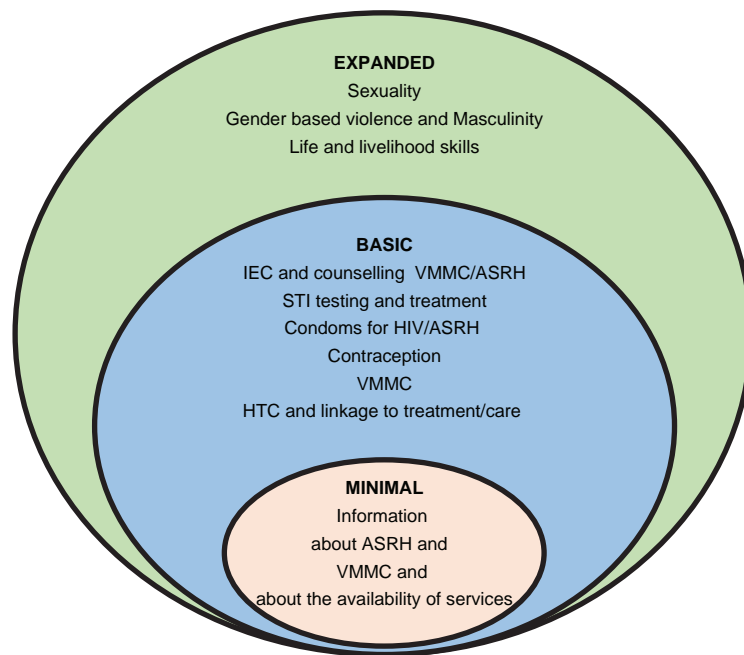 EXPANDED
Sexuality
Gender based violence and Masculinity
Life and livelihood skills
BASIC
IEC and counselling VMMC/ASRH
STI testing and treatment
Condoms for HIV/ASRH
Contraception
VMMC
HTC and linkage to treatment/care
MINIMAL
Information
about ASRH and
VMMC and
about the availability of services